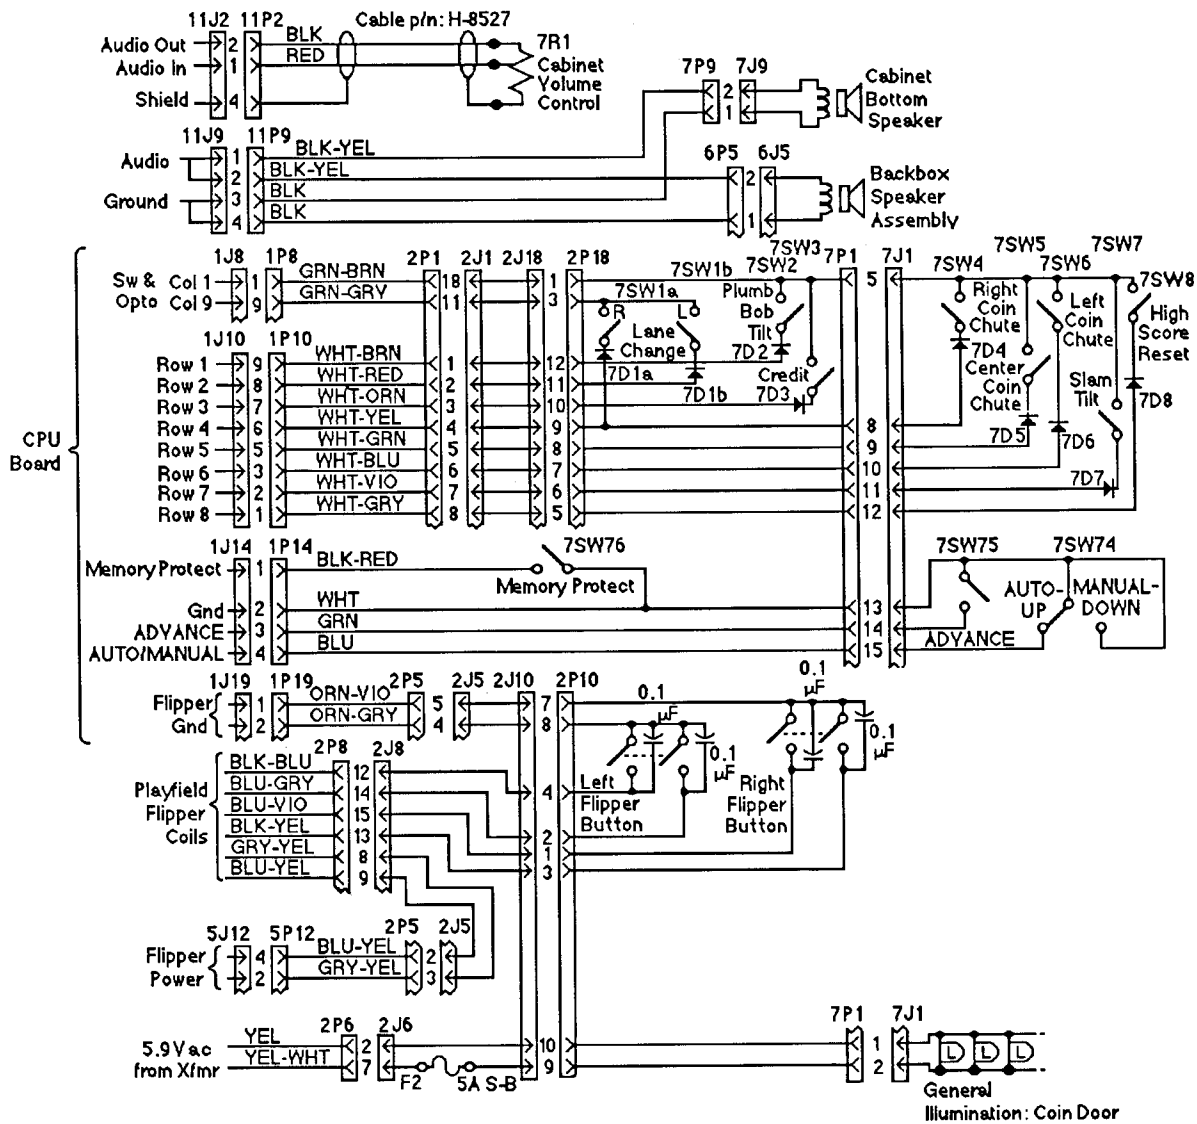 11J2 11P2 Cable p/n: H-8527
Audio Out 2 BLK 7R1
Audio In 1 RED Cabinet
Volume
Shield 4 Control
7P9 7J9 Cabinet
2 Bottom
1 Speaker
11J9 11P9
Audio 1 BLK-YEL
2 BLK-YEL 6P5 6J5 Backbox
Ground 3 BLK 2 Speaker
4 BLK 1 Assembly
1J8 1P8 2P1 2J1 2J18 2P18 7SW3 7P1 7J1 7SW5 7SW7
Sw & Col 1 1 GRN-BRN 18 1 7SW1b 7SW2 5 7SW4 7SW6 7SW8
Opto Col 9 9 GRN-GRY 11 3 7SW1a Plumb Right Left High
R L Bob Coin Coin Score
Lane Tilt Chute Chute Reset
1J10 1P10 Change
Row 1 9 WHT-BRN 1 12 7D2 7D4
Row 2 8 WHT-RED 2 11 7D1a Credit Center Slam
Row 3 7 WHT-ORN 3 10 7D1b 7D3 Coin Tilt 7D8
Row 4 6 WHT-YEL 4 9 8 Chute
Row 5 5 WHT-GRN 5 8 9 7D5 7D6
Row 6 3 WHT-BLU 6 7 10
Row 7 2 WHT-VIO 7 6 11 7D7
Row 8 1 WHT-GRY 8 5 12
CPU
Board
1J14 1P14
Memory Protect 1 BLK-RED 7SW76 7SW75 7SW74
Memory Protect AUTO- MANUAL-
Gnd 2 WHT 13 UP DOWN
ADVANCE 3 GRN 14
AUTO/MANUAL 4 BLU 15 ADVANCE
1J19 1P19 2P5 2J5 2J10 2P10 0.1
µF
Flipper 1 ORN-VIO 5 7 0.1
Gnd 2 ORN-GRY 4 8 µF 0.1
µF
0.1
µF
2P8 2J8
BLK-BLU 12
Playfield BLU-GRY 14 4 Left Right
Flipper BLU-VIO 15 Flipper Flipper
Coils BLK-YEL 13 2 Button Button
GRY-YEL 8 1
BLU-YEL 9 3
5J12 5P12 2P5 2J5
Flipper 4 BLU-YEL 2
Power 2 GRY-YEL 3
2P6 2J6 7P1 7J1
5.9Vac YEL 2 10 1
from Xfmr YEL-WHT 7 F2 5A S-B 9 2
L L L
General
Illumination: Coin Door